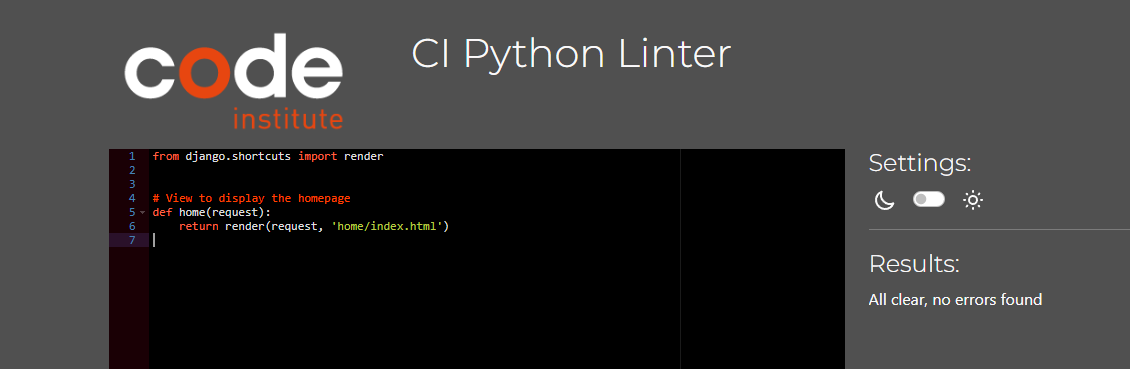 code
institute
CI Python Linter
1 from django.shortcuts import render
2
3
4 # View to display the homepage
5 def home(request):
6     return render(request, 'home/index.html')
7
Settings:
Results:
All clear, no errors found